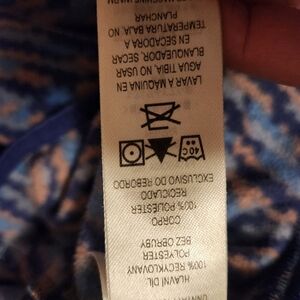 HLAVNÍ DÍL
100% RECYKLOVANÝ
POLYESTER
BEZ OBRUBY
CORPO
100% POLIÉSTER
RECICLADO
EXCLUSIVO DO REBORDO
40C
LAVAR A MÁQUINA EN
AGUA TIBIA, NO USAR
BLANQUEADOR, SECAR
EN SECADORA A
TEMPERATURA BAJA, NO
PLANCHAR